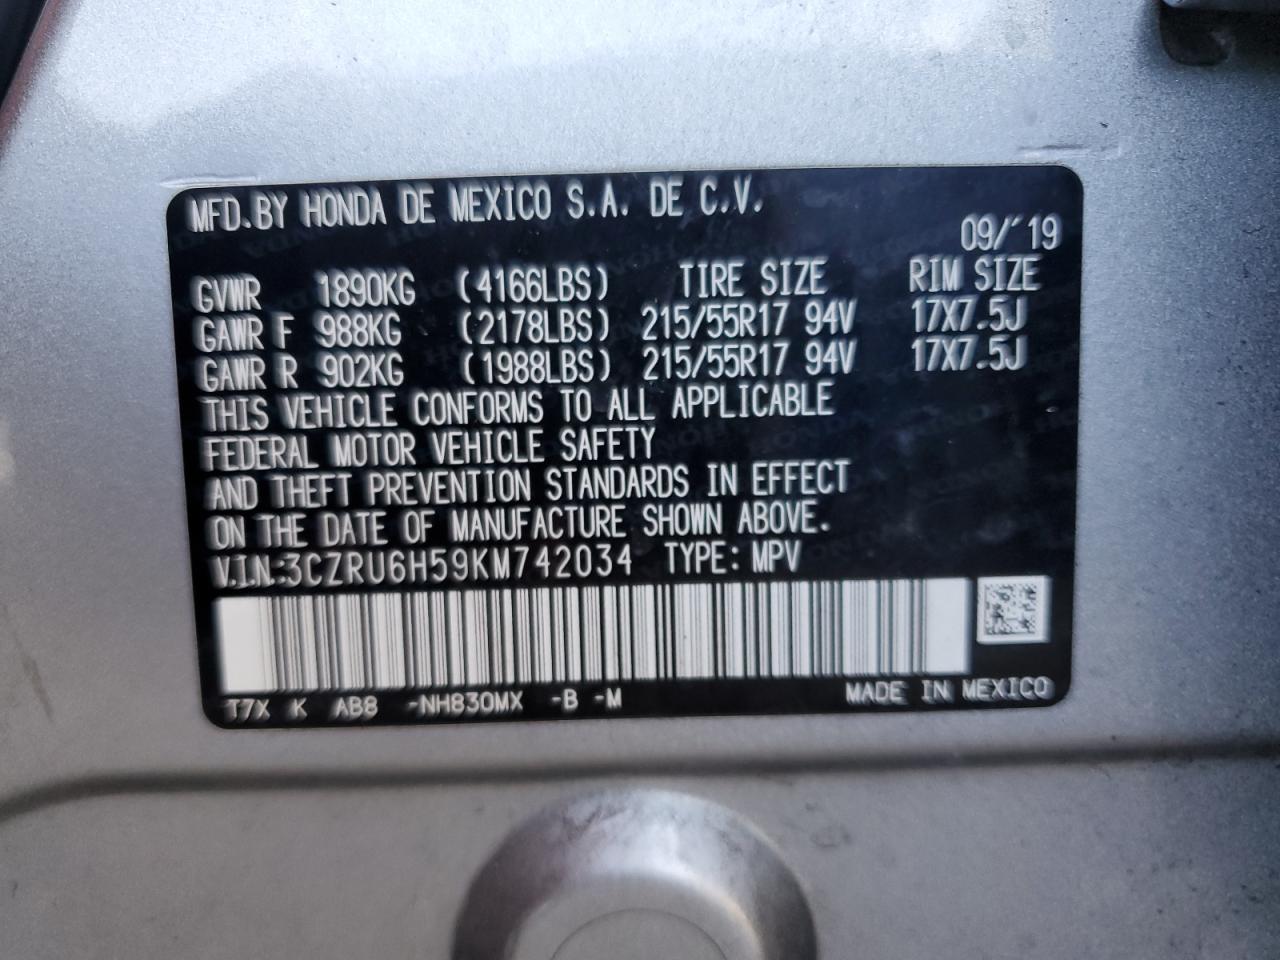 MFD.BY HONDA DE MEXICO S.A. DE C.V.
09/´19
GVWR 1890KG (4166LBS) TIRE SIZE RIM SIZE
GAWR F 988KG (2178LBS) 215/55R17 94V 17X7.5J
GAWR R 902KG (1988LBS) 215/55R17 94V 17X7.5J
THIS VEHICLE CONFORMS TO ALL APPLICABLE
FEDERAL MOTOR VEHICLE SAFETY
AND THEFT PREVENTION STANDARDS IN EFFECT
ON THE DATE OF MANUFACTURE SHOWN ABOVE.
V.I.N.:3CZRU6H59KM742034 TYPE: MPV
T7X K AB8 -NH830MX -B -M MADE IN MEXICO